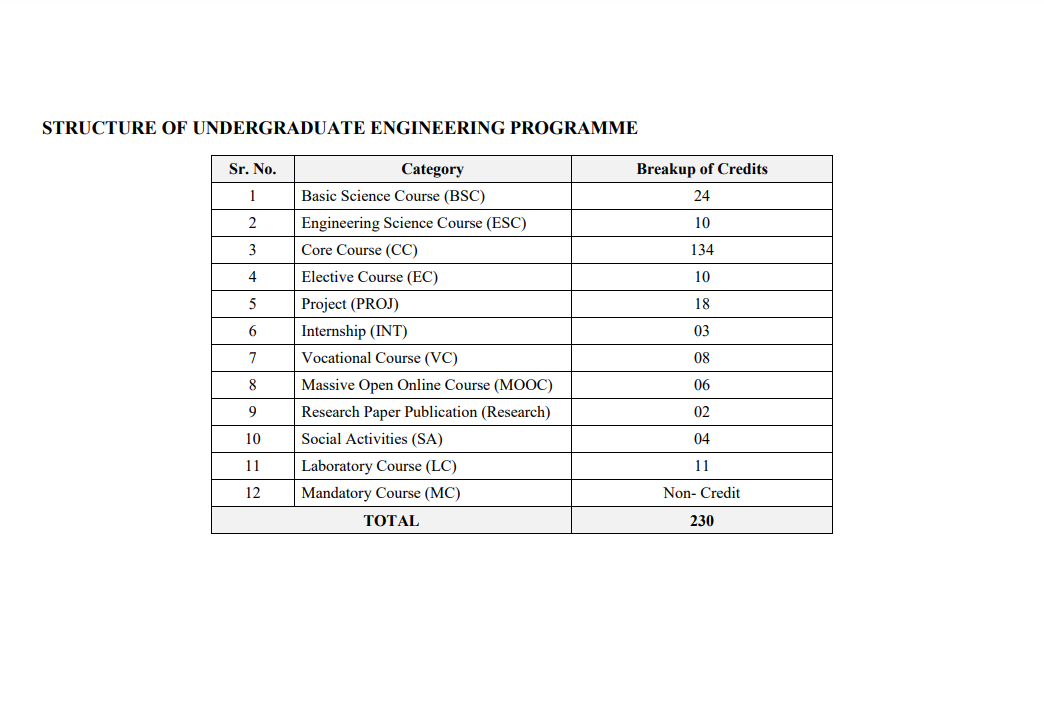 STRUCTURE OF UNDERGRADUATE ENGINEERING PROGRAMME
Sr. No. Category Breakup of Credits
1 Basic Science Course (BSC) 24
2 Engineering Science Course (ESC) 10
3 Core Course (CC) 134
4 Elective Course (EC) 10
5 Project (PROJ) 18
6 Internship (INT) 03
7 Vocational Course (VC) 08
8 Massive Open Online Course (MOOC) 06
9 Research Paper Publication (Research) 02
10 Social Activities (SA) 04
11 Laboratory Course (LC) 11
12 Mandatory Course (MC) Non- Credit
TOTAL 230